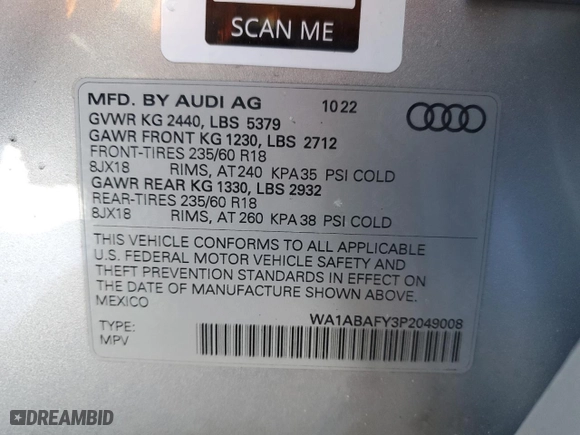 SCAN ME
MFD. BY AUDI AG 10 22
GVWR KG 2440, LBS 5379
GAWR FRONT KG 1230, LBS 2712
FRONT-TIRES 235/60 R18
8JX18 RIMS, AT 240 KPA 35 PSI COLD
GAWR REAR KG 1330, LBS 2932
REAR-TIRES 235/60 R18
8JX18 RIMS, AT 260 KPA 38 PSI COLD
THIS VEHICLE CONFORMS TO ALL APPLICABLE
U.S. FEDERAL MOTOR VEHICLE SAFETY AND
THEFT PREVENTION STANDARDS IN EFFECT ON
THE DATE OF MANUFACTURE SHOWN ABOVE.
MEXICO
WA1ABAFY3P2049008
TYPE:
MPV
DREAMBID